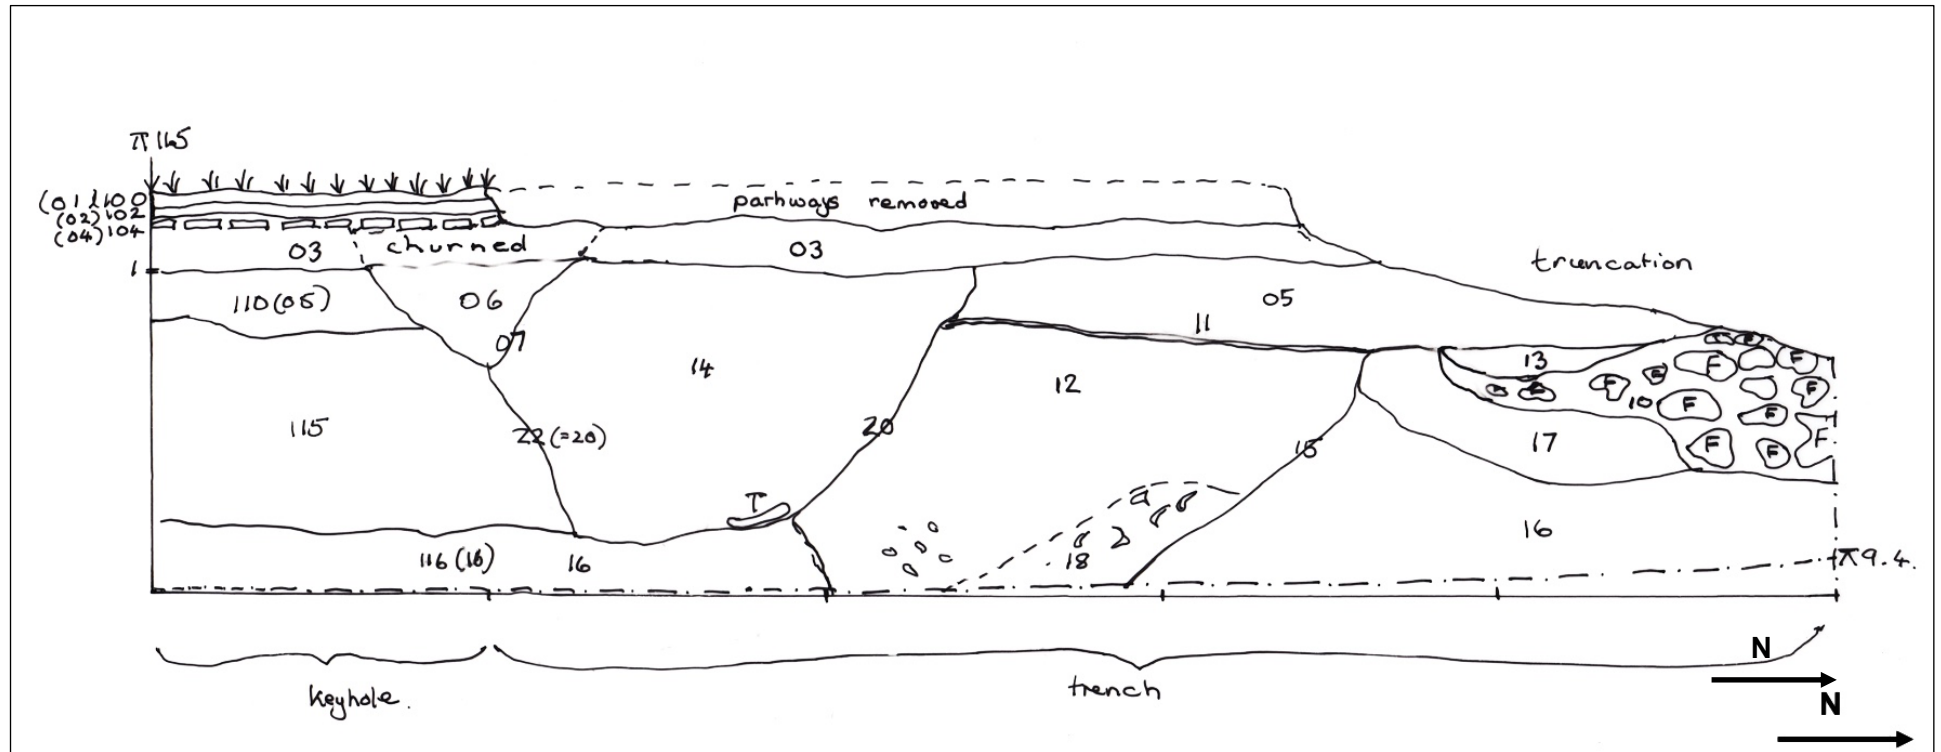 π 11.5
(01) 100
(02) 102
(04) 104
pathways removed
03
churned
03
truncation
1
110(05)
06
05
07
11
14
12
13
10
F
F
F
F
F
F
F
F
F
115
22(=20)
20
15
17
T
116(16)
16
18
16
π 9.4.
keyhole.
trench
N
N